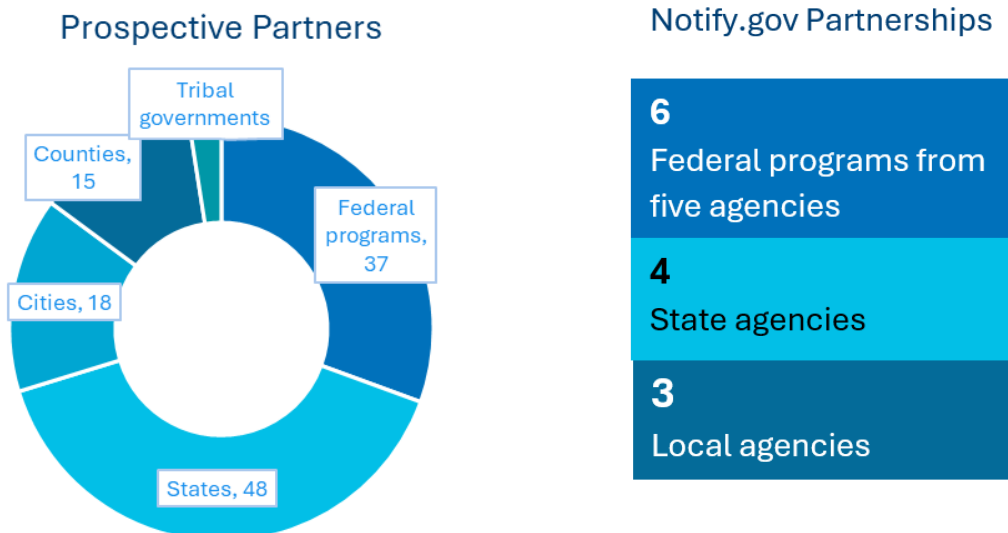 Prospective Partners
Tribal
governments
Counties,
15
Federal
programs,
37
Cities, 18
States, 48
Notify.gov Partnerships
6
Federal programs from
five agencies
4
State agencies
3
Local agencies